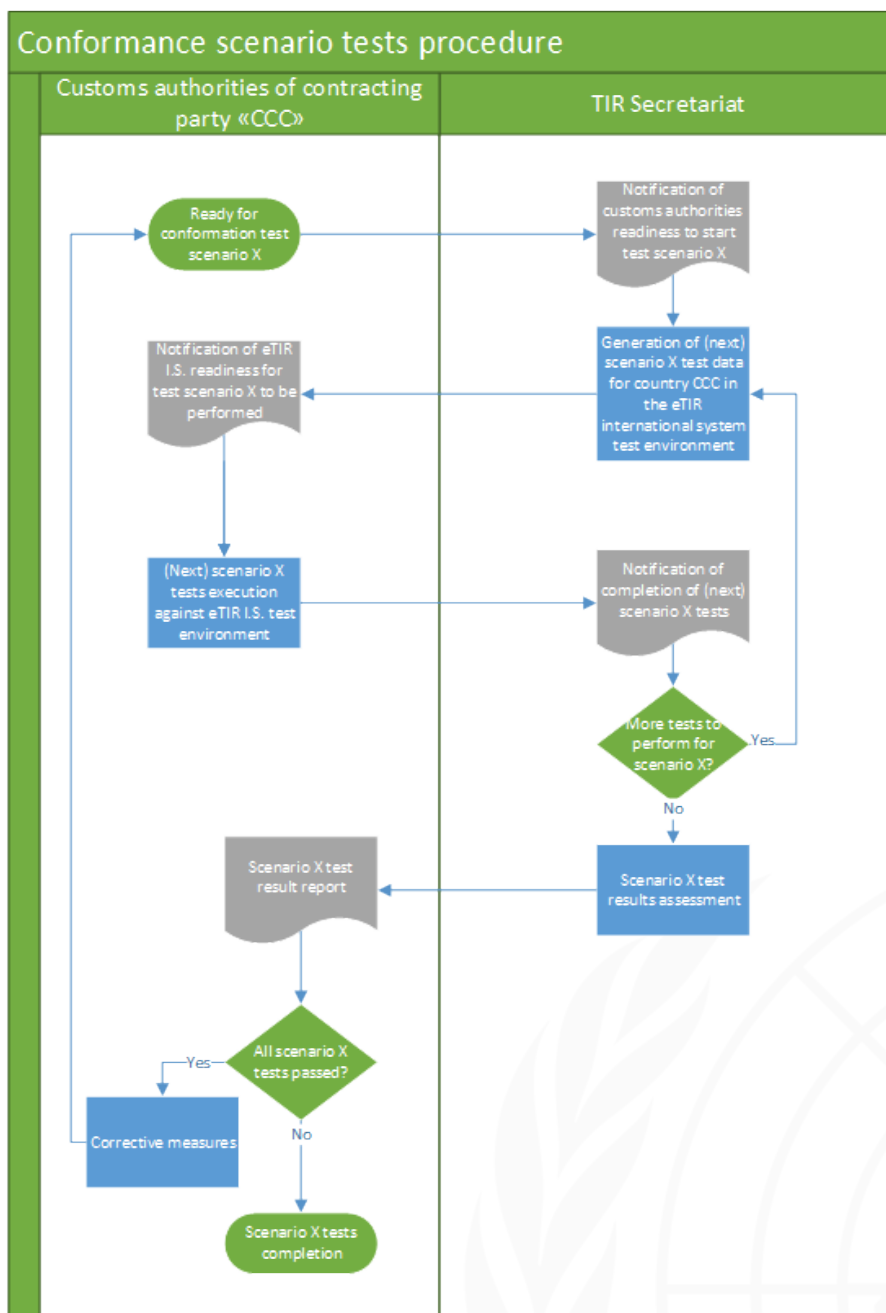 Conformance scenario tests procedure
Customs authorities of contracting
party «CCC»
TIR Secretariat
Ready for
conformation test
scenario X
Notification of
customs authorities
readiness to start
test scenario X
Notification of eTIR
I.S. readiness for
test scenario X to be
performed
Generation of (next)
scenario X test data
for country CCC in
the eTIR
international system
test environment
(Next) scenario X
tests execution
against eTIR I.S. test
environment
Notification of
completion of (next)
scenario X tests
More tests to
perform for
scenario X?
Yes
No
Scenario X test
result report
Scenario X test
results assessment
All scenario X
tests passed?
Yes
Corrective measures
No
Scenario X tests
completion